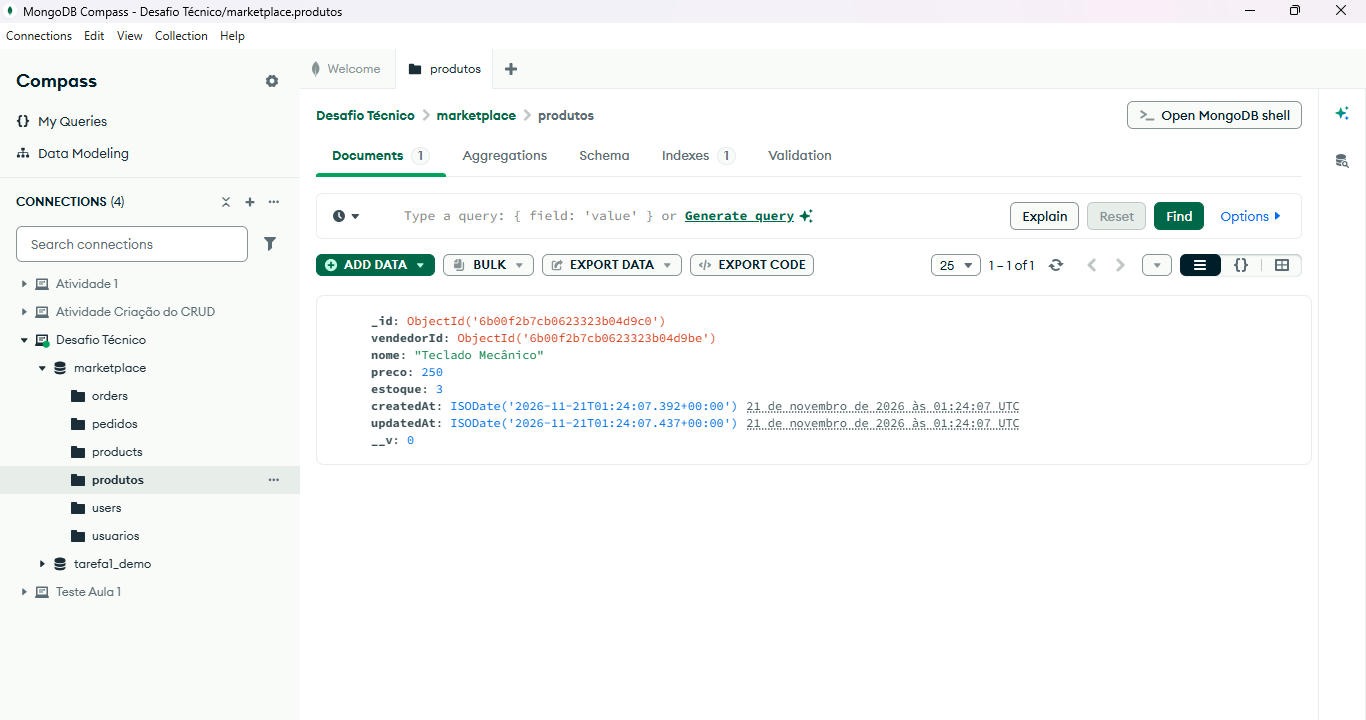 MongoDB Compass - Desafio Técnico/marketplace.produtos
Connections Edit View Collection Help
Compass
{} My Queries
Data Modeling
CONNECTIONS (4)
Search connections
Atividade 1
Atividade Criação do CRUD
Desafio Técnico
marketplace
orders
pedidos
products
produtos
users
usuarios
tarefa1_demo
Teste Aula 1
Welcome
produtos
Desafio Técnico > marketplace > produtos
>_ Open MongoDB shell
Documents 1 Aggregations Schema Indexes 1 Validation
Type a query: { field: 'value' } or Generate query
Explain Reset Find Options
ADD DATA BULK EXPORT DATA </> EXPORT CODE
25 1 – 1 of 1 {}
_id: ObjectId('6b00f2b7cb0623323b04d9c0')
vendedorId: ObjectId('6b00f2b7cb0623323b04d9be')
nome: "Teclado Mecânico"
preco: 250
estoque: 3
createdAt: ISODate('2026-11-21T01:24:07.392+00:00') 21 de novembro de 2026 às 01:24:07 UTC
updatedAt: ISODate('2026-11-21T01:24:07.437+00:00') 21 de novembro de 2026 às 01:24:07 UTC
__v: 0